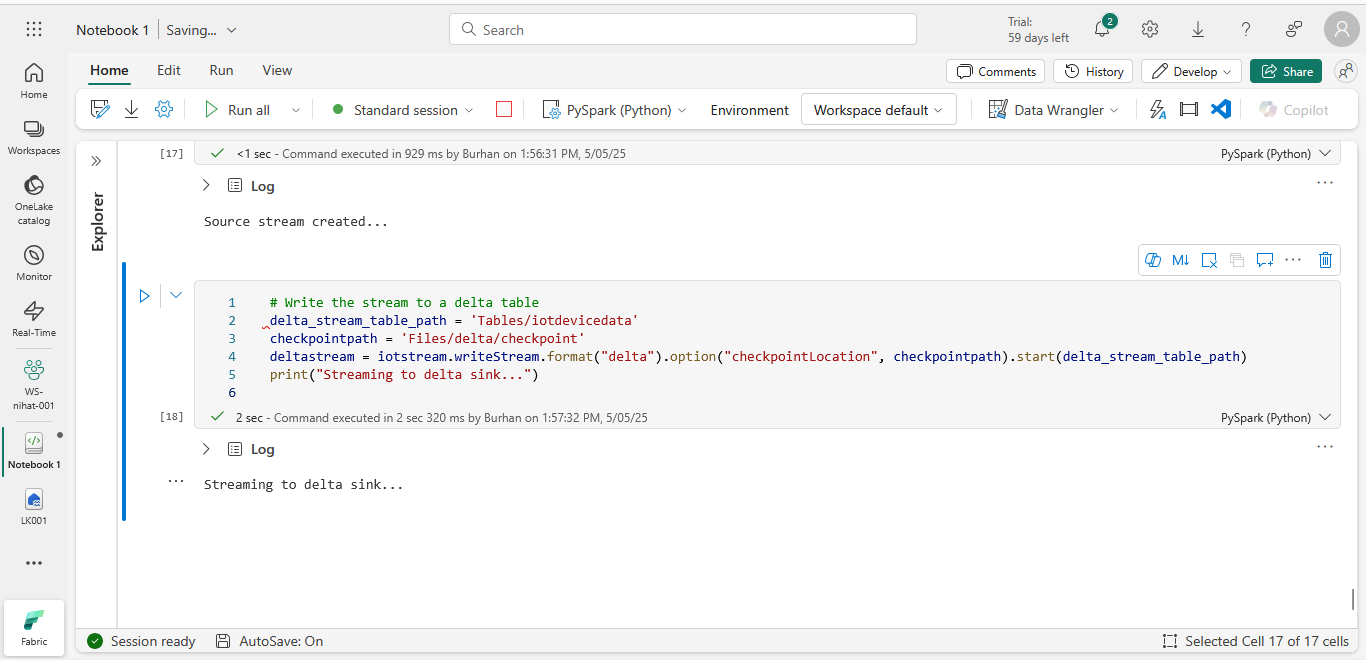 Notebook 1 Saving...
Search
Trial:
59 days left
2
Home
Edit
Run
View
Comments
History
Develop
Share
Run all
Standard session
PySpark (Python)
Environment
Workspace default
Data Wrangler
Copilot
Home
Workspaces
OneLake
catalog
Monitor
Real-Time
WS-
nihat-001
Notebook 1
LK001
Fabric
Explorer
[17]
<1 sec - Command executed in 929 ms by Burhan on 1:56:31 PM, 5/05/25
PySpark (Python)
Log
Source stream created...
M↓
1 # Write the stream to a delta table
2 delta_stream_table_path = 'Tables/iotdevicedata'
3 checkpointpath = 'Files/delta/checkpoint'
4 deltastream = iotstream.writeStream.format("delta").option("checkpointLocation", checkpointpath).start(delta_stream_table_path)
5 print("Streaming to delta sink...")
6
[18]
2 sec - Command executed in 2 sec 320 ms by Burhan on 1:57:32 PM, 5/05/25
PySpark (Python)
Log
Streaming to delta sink...
Session ready
AutoSave: On
Selected Cell 17 of 17 cells